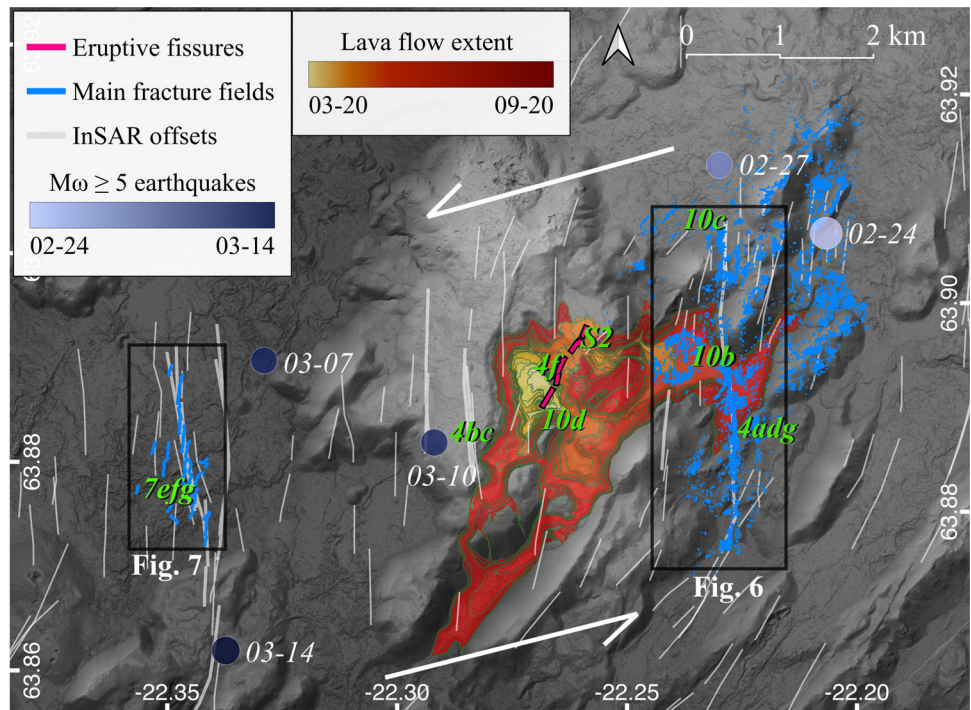 Eruptive fissures
Main fracture fields
InSAR offsets
Mω ≥ 5 earthquakes
02-24 03-14
Lava flow extent
03-20 09-20
0 1 2 km
63.92
02-27
10c
02-24
63.90
S2
4f
10b
03-07
10d
4bc
4adg
63.88
03-10
7efg
63.88
Fig. 7
Fig. 6
03-14
63.86
-22.35 -22.30 -22.25 -22.20